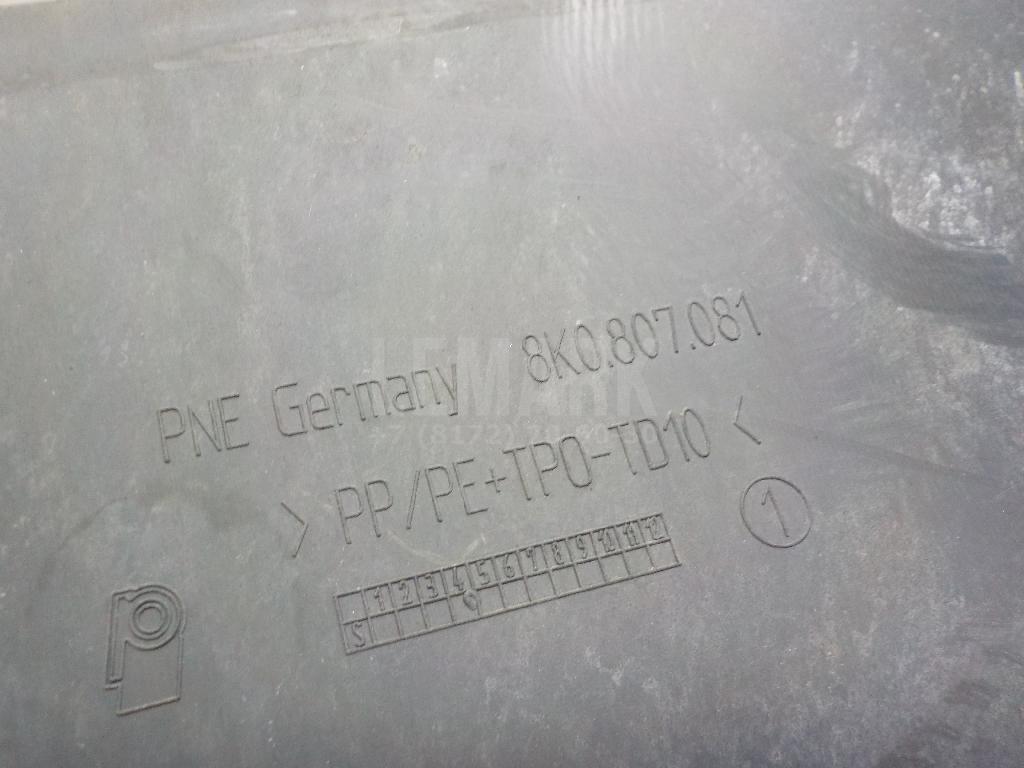 PNE Germany 8K0.807.081
LEMARK
>PP/PE+TPO-TD10<
1
1 2 3 4 5 6 7 8 9 10 11 12
S